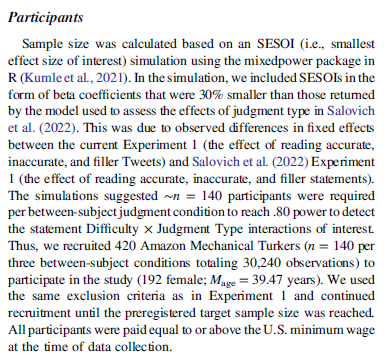 Participants
Sample size was calculated based on an SESOI (i.e., smallest
effect size of interest) simulation using the mixedpower package in
R (Kumle et al., 2021). In the simulation, we included SESOIs in the
form of beta coefficients that were 30% smaller than those returned
by the model used to assess the effects of judgment type in Salovich
et al. (2022). This was due to observed differences in fixed effects
between the current Experiment 1 (the effect of reading accurate,
inaccurate, and filler Tweets) and Salovich et al. (2022) Experiment
1 (the effect of reading accurate, inaccurate, and filler statements).
The simulations suggested ~n = 140 participants were required
per between-subject judgment condition to reach .80 power to detect
the statement Difficulty × Judgment Type interactions of interest.
Thus, we recruited 420 Amazon Mechanical Turkers (n = 140 per
three between-subject conditions totaling 30,240 observations) to
participate in the study (192 female; Mage = 39.47 years). We used
the same exclusion criteria as in Experiment 1 and continued
recruitment until the preregistered target sample size was reached.
All participants were paid equal to or above the U.S. minimum wage
at the time of data collection.